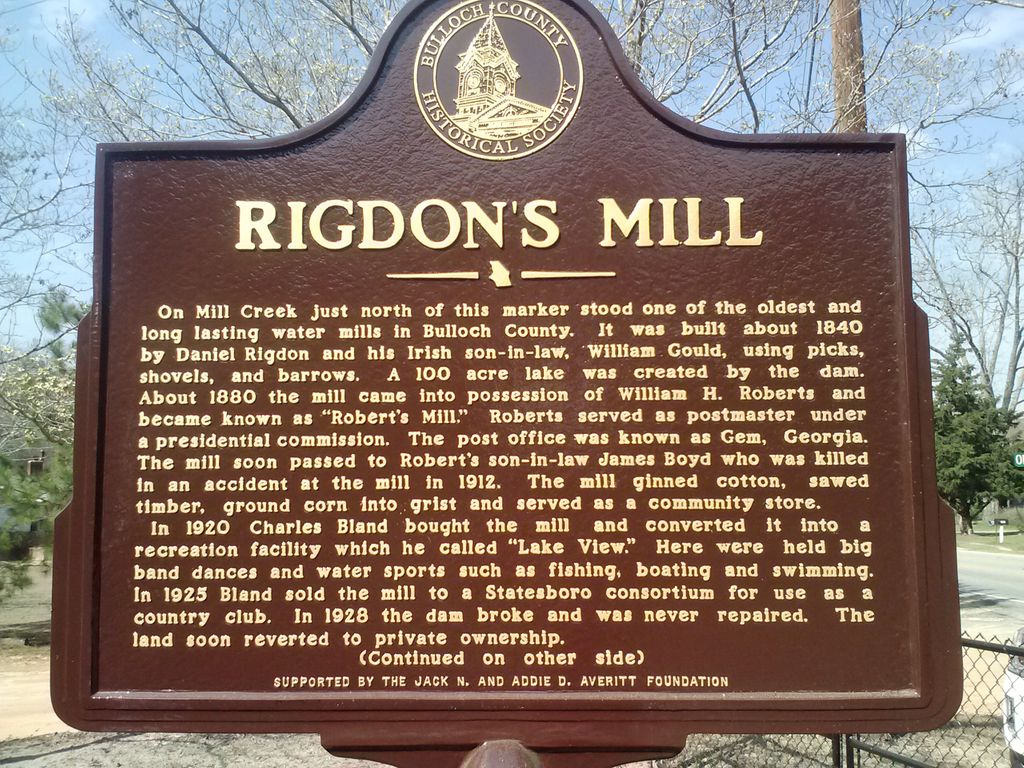 BULLOCH COUNTY
HISTORICAL SOCIETY
RIGDON'S MILL
On Mill Creek just north of this marker stood one of the oldest and
long lasting water mills in Bulloch County. It was built about 1840
by Daniel Rigdon and his Irish son-in-law, William Gould, using picks,
shovels, and barrows. A 100 acre lake was created by the dam.
About 1880 the mill came into possession of William H. Roberts and
became known as "Robert's Mill." Roberts served as postmaster under
a presidential commission. The post office was known as Gem, Georgia.
The mill soon passed to Robert's son-in-law James Boyd who was killed
in an accident at the mill in 1912. The mill ginned cotton, sawed
timber, ground corn into grist and served as a community store.
In 1920 Charles Bland bought the mill and converted it into a
recreation facility which he called "Lake View." Here were held big
band dances and water sports such as fishing, boating and swimming.
In 1925 Bland sold the mill to a Statesboro consortium for use as a
country club. In 1928 the dam broke and was never repaired. The
land soon reverted to private ownership.
(Continued on other side)
SUPPORTED BY THE JACK N. AND ADDIE D. AVERITT FOUNDATION